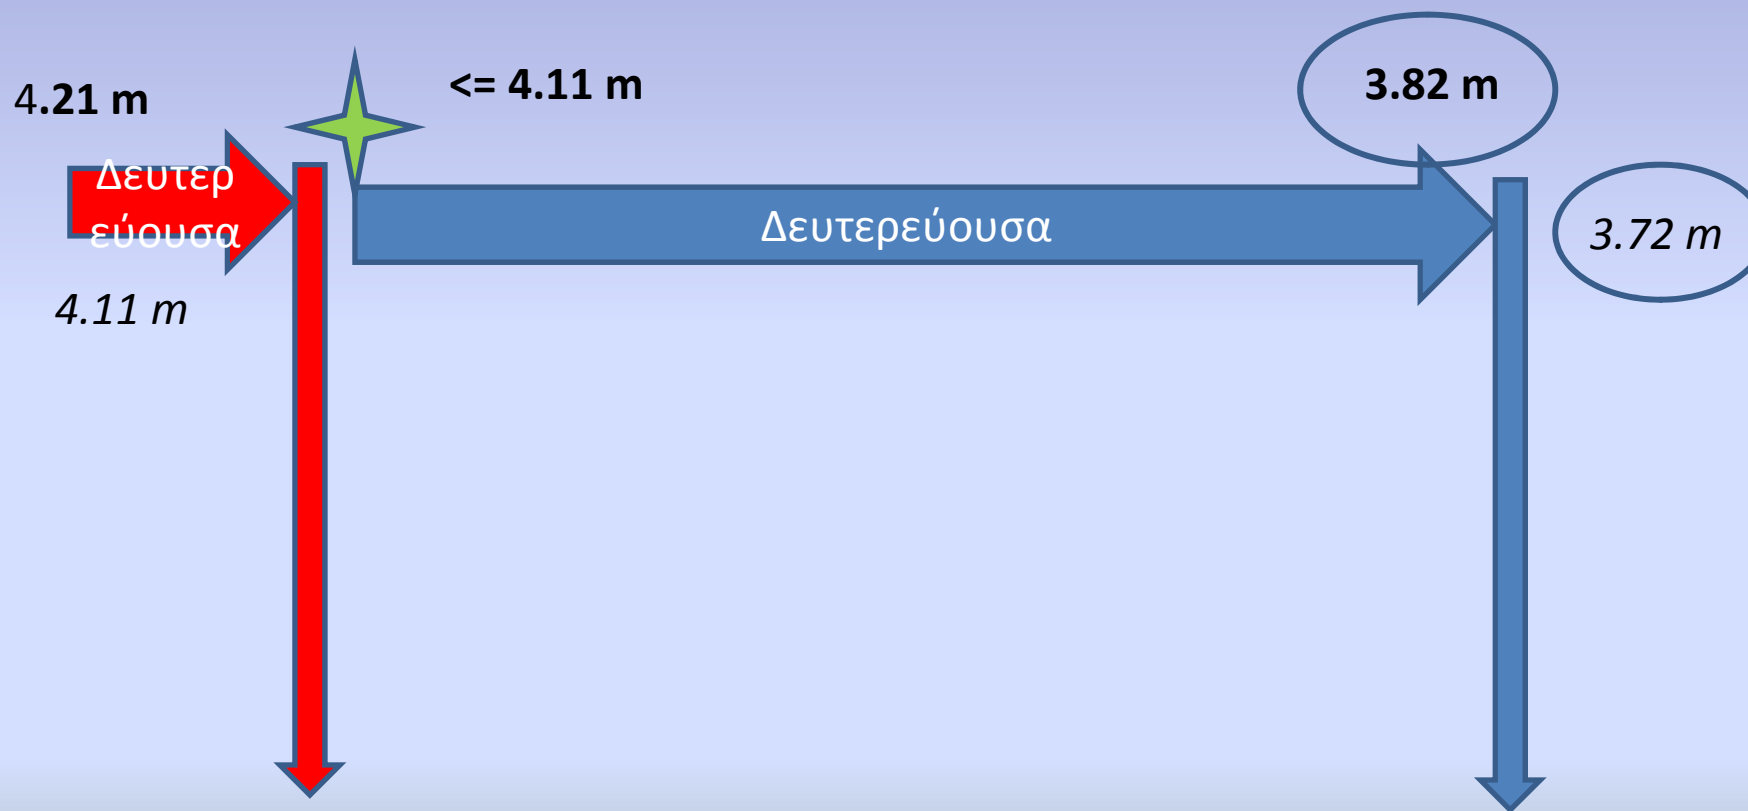 4.21 m
<= 4.11 m
3.82 m
Δευτερ
εύουσα
Δευτερεύουσα
3.72 m
4.11 m